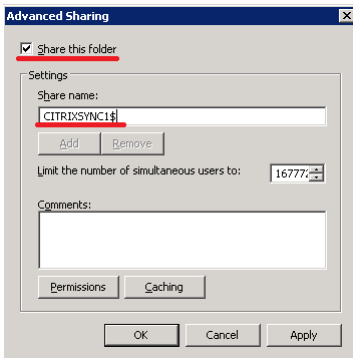 Advanced Sharing
Share this folder
Settings
Share name:
CITRIXSYNC1$
Add Remove
Limit the number of simultaneous users to: 16777
Comments:
Permissions Caching
OK Cancel Apply